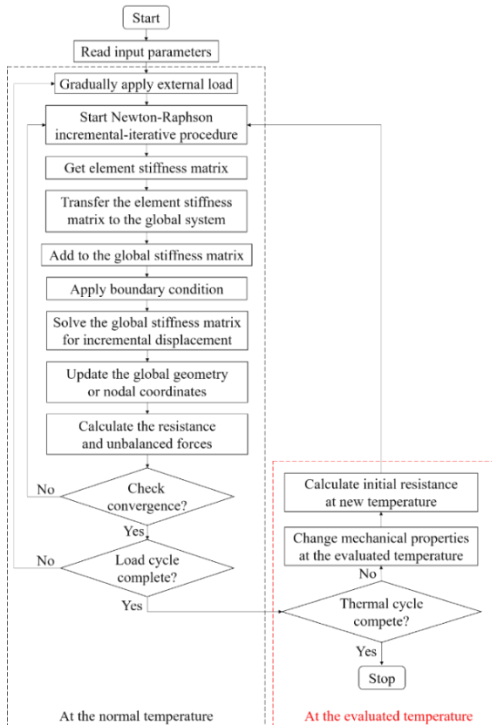 Start
Read input parameters
Gradually apply external load
Start Newton-Raphson
incremental-iterative procedure
Get element stiffness matrix
Transfer the element stiffness
matrix to the global system
Add to the global stiffness matrix
Apply boundary condition
Solve the global stiffness matrix
for incremental displacement
Update the global geometry
or nodal coordinates
Calculate the resistance
and unbalanced forces
No
Check
convergence?
Yes
No
Load cycle
complete?
Yes
Calculate initial resistance
at new temperature
Change mechanical properties
at the evaluated temperature
No
Thermal cycle
compete?
Yes
Stop
At the normal temperature
At the evaluated temperature